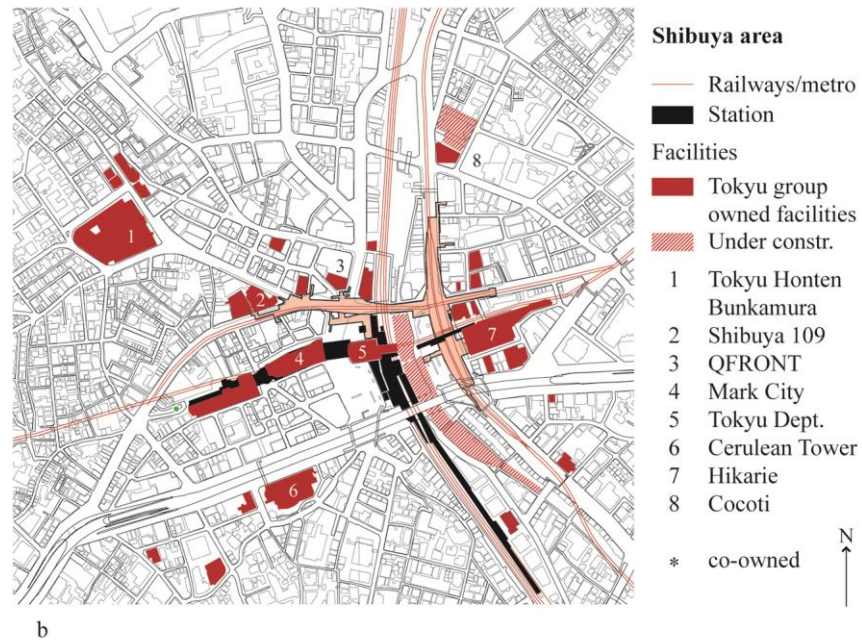 1
2
3
4
5
6
7
8
Shibuya area
Railways/metro
Station
Facilities
Tokyu group
owned facilities
Under constr.
1 Tokyu Honten
Bunkamura
2 Shibuya 109
3 QFRONT
4 Mark City
5 Tokyu Dept.
6 Cerulean Tower
7 Hikarie
8 Cocoti
* co-owned
N
b